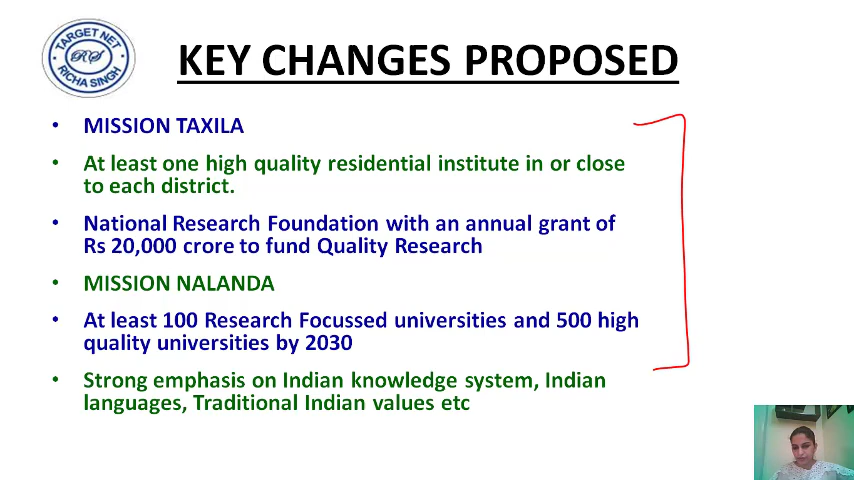 TARGET NET
RS
RICHA SINGH
KEY CHANGES PROPOSED
• MISSION TAXILA
• At least one high quality residential institute in or close
to each district.
• National Research Foundation with an annual grant of
Rs 20,000 crore to fund Quality Research
• MISSION NALANDA
• At least 100 Research Focussed universities and 500 high
quality universities by 2030
• Strong emphasis on Indian knowledge system, Indian
languages, Traditional Indian values etc